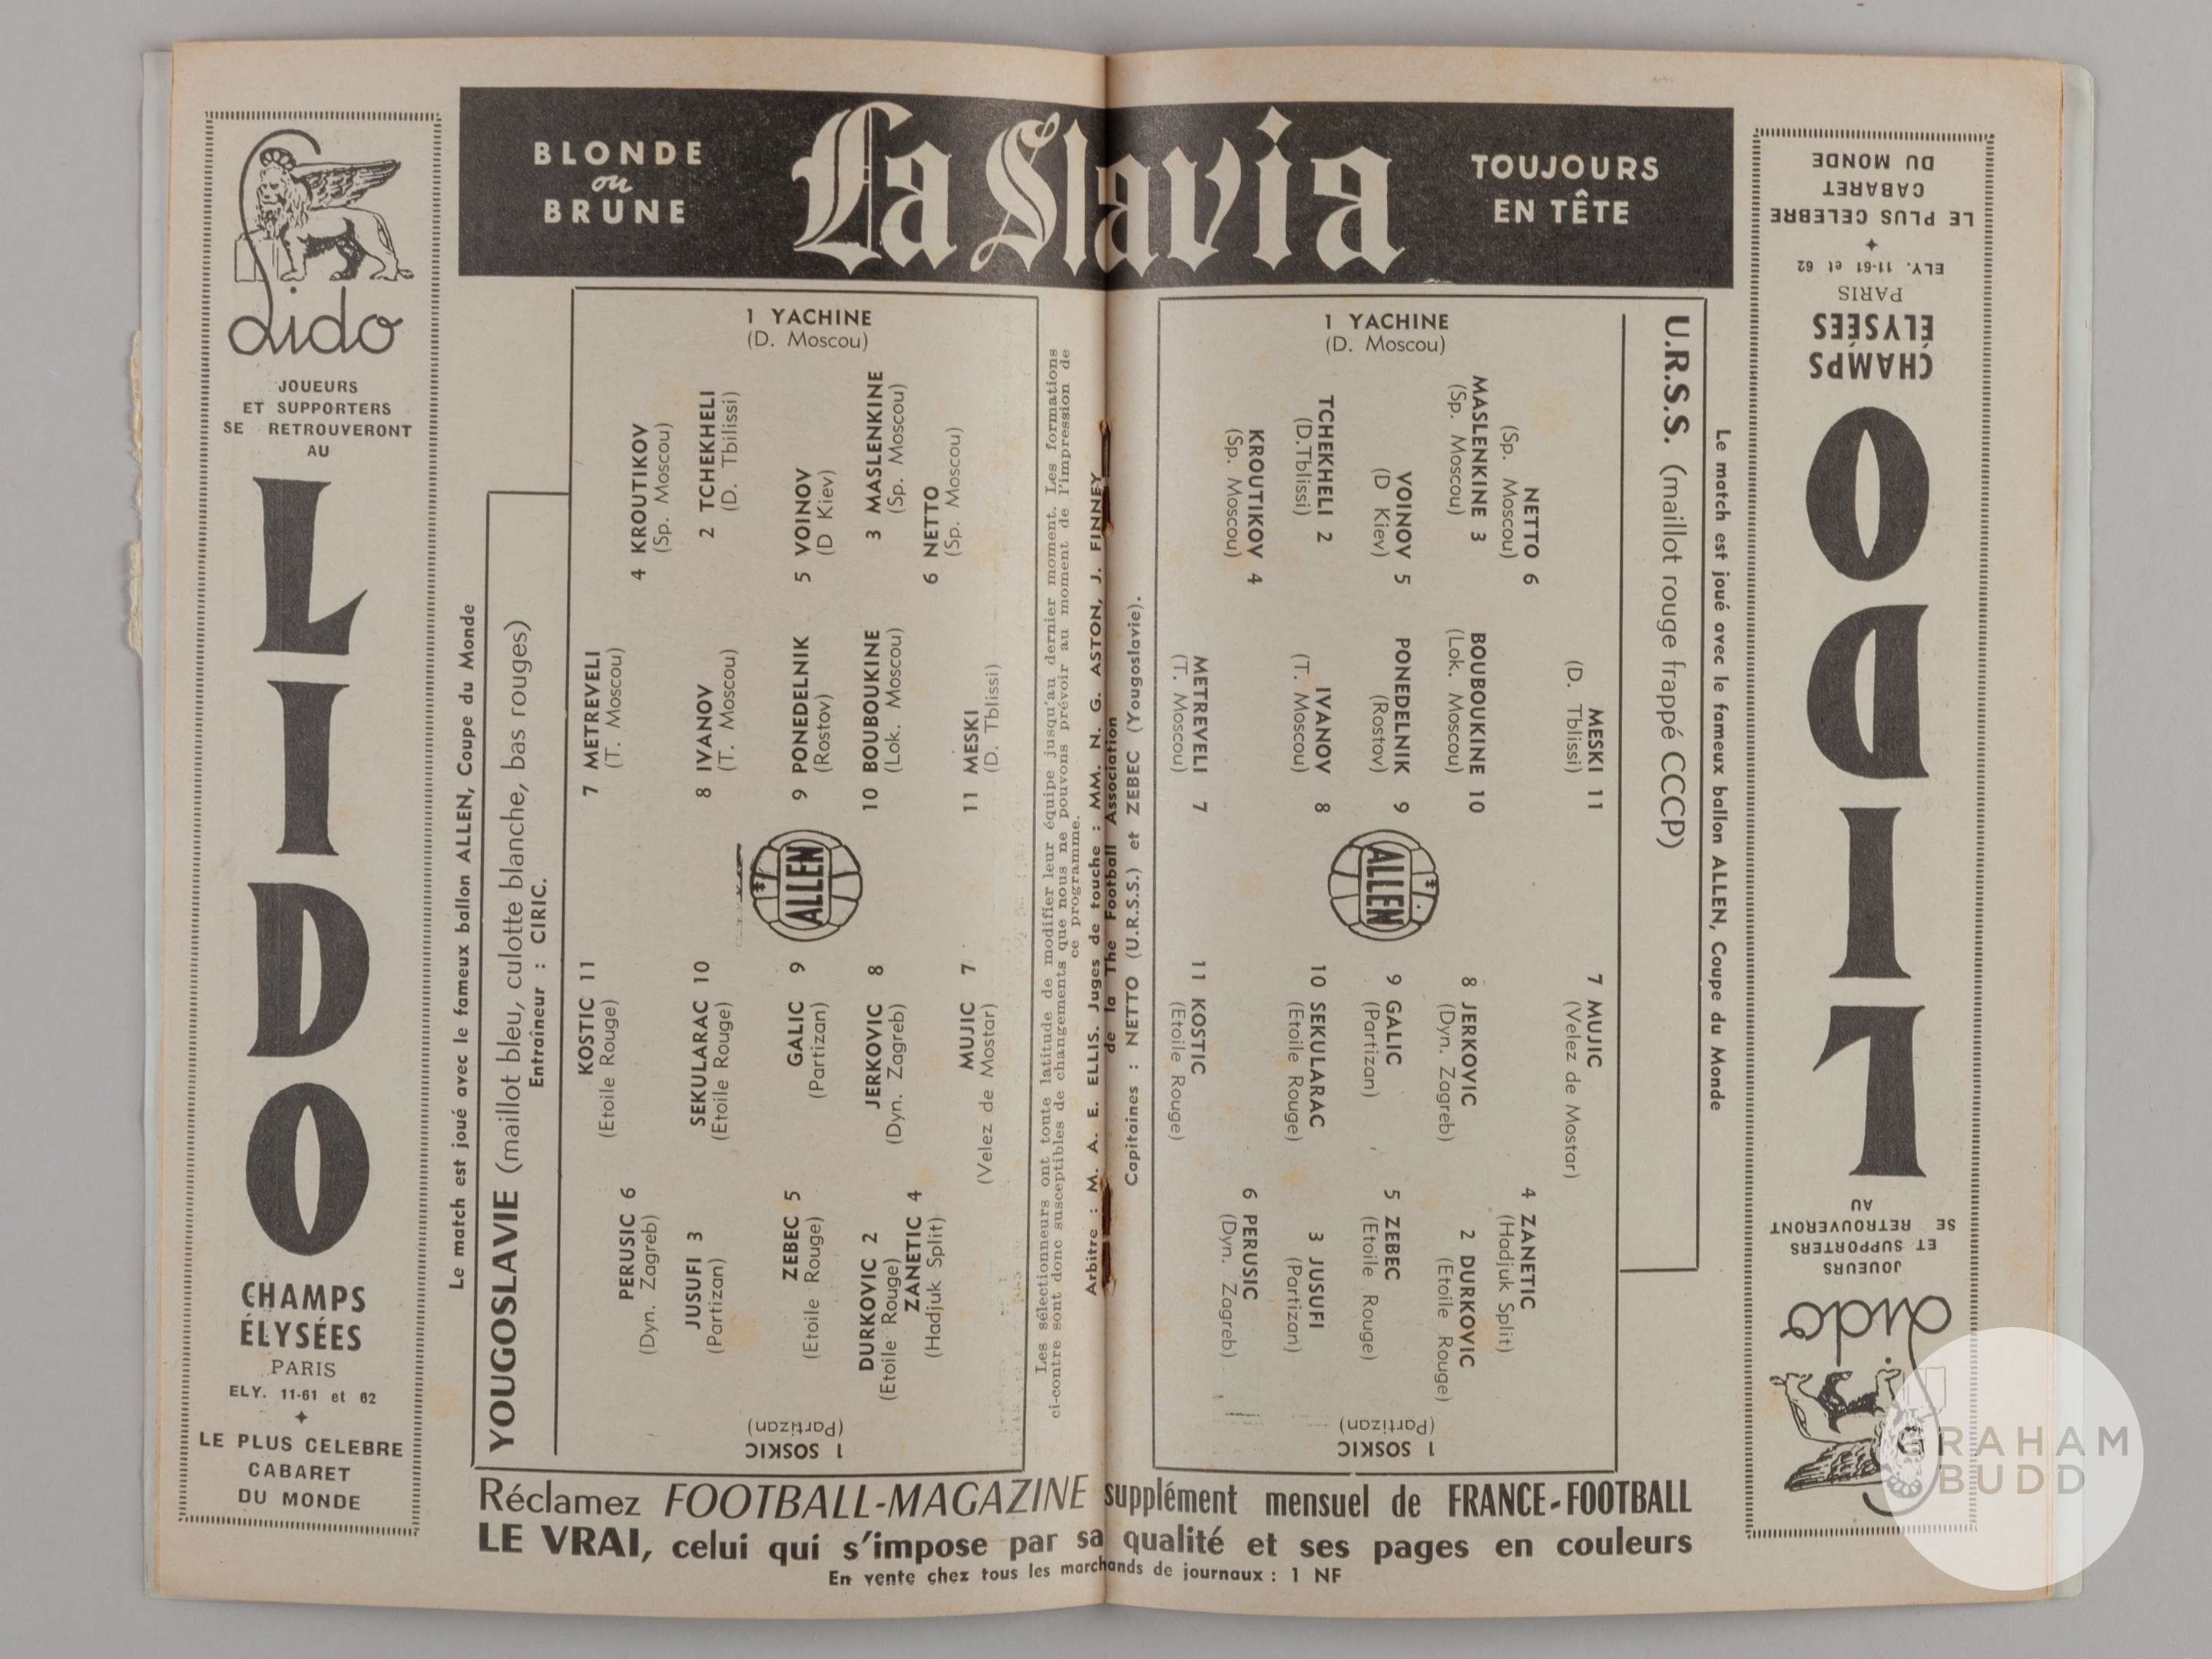 Lido
JOUEURS
ET SUPPORTERS
SE RETROUVERONT
AU
LIDO
CHAMPS
ÉLYSÉES
PARIS
ELY. 11-61 et 62
LE PLUS CELEBRE
CABARET
DU MONDE
BLONDE
ou
BRUNE
La Slavia
TOUJOURS
EN TÊTE
Le match est joué avec le fameux ballon ALLEN, Coupe du Monde
YOUGOSLAVIE (maillot bleu, culotte blanche, bas rouges)
Entraîneur : CIRIC.
1 YACHINE
(D. Moscou)
4 KROUTIKOV
(Sp. Moscou)
2 TCHEKHELI
(D. Tbilissi)
5 VOINOV
(D Kiev)
3 MASLENKINE
(Sp. Moscou)
6 NETTO
(Sp. Moscou)
7 METREVELI
(T. Moscou)
8 IVANOV
(T. Moscou)
9 PONEDELNIK
(Rostov)
10 BOUBOUKINE
(Lok. Moscou)
11 MESKI
(D. Tblissi)
ALLEN
KOSTIC 11
(Etoile Rouge)
SEKULARAC 10
(Etoile Rouge)
GALIC 9
(Partizan)
JERKOVIC 8
(Dyn. Zagreb)
MUJIC 7
(Velez de Mostar)
PERUSIC 6
(Dyn. Zagreb)
JUSUFI 3
(Partizan)
ZEBEC 5
(Etoile Rouge)
DURKOVIC 2
(Etoile Rouge)
ZANETIC 4
(Hadjuk Split)
1 SOSKIC
(Partizan)
Les sélectionneurs ont toute latitude de modifier leur équipe jusqu'au dernier moment. Les formations
ci-contre sont donc susceptibles de changements que nous ne pouvons prévoir au moment de l'impression de
ce programme.
Arbitre : M. A. E. ELLIS. Juges de touche : MM. N. G. ASTON, J. FINNEY
de la The Football Association
Capitaines : NETTO (U.R.S.S.) et ZEBEC (Yougoslavie).
1 YACHINE
(D. Moscou)
KROUTIKOV 4
(Sp. Moscou)
TCHEKHELI 2
(D.Tblissi)
VOINOV 5
(D Kiev)
MASLENKINE 3
(Sp. Moscou)
NETTO 6
(Sp. Moscou)
METREVELI 7
(T. Moscou)
IVANOV 8
(T. Moscou)
PONEDELNIK 9
(Rostov)
BOUBOUKINE 10
(Lok. Moscou)
MESKI 11
(D. Tblissi)
ALLEN
11 KOSTIC
(Etoile Rouge)
10 SEKULARAC
(Etoile Rouge)
9 GALIC
(Partizan)
8 JERKOVIC
(Dyn. Zagreb)
7 MUJIC
(Velez de Mostar)
6 PERUSIC
(Dyn. Zagreb)
3 JUSUFI
(Partizan)
5 ZEBEC
(Etoile Rouge)
2 DURKOVIC
(Etoile Rouge)
4 ZANETIC
(Hadjuk Split)
1 SOSKIC
(Partizan)
U.R.S.S. (maillot rouge frappé CCCP)
Le match est joué avec le fameux ballon ALLEN, Coupe du Monde
Réclamez FOOTBALL-MAGAZINE supplément mensuel de FRANCE-FOOTBALL
LE VRAI, celui qui s'impose par sa qualité et ses pages en couleurs
En vente chez tous les marchands de journaux : 1 NF
Lido
JOUEURS
ET SUPPORTERS
SE RETROUVERONT
AU
LIDO
CHAMPS
ÉLYSÉES
PARIS
ELY. 11-61 et 62
LE PLUS CELEBRE
CABARET
DU MONDE
GRAHAM
BUDD